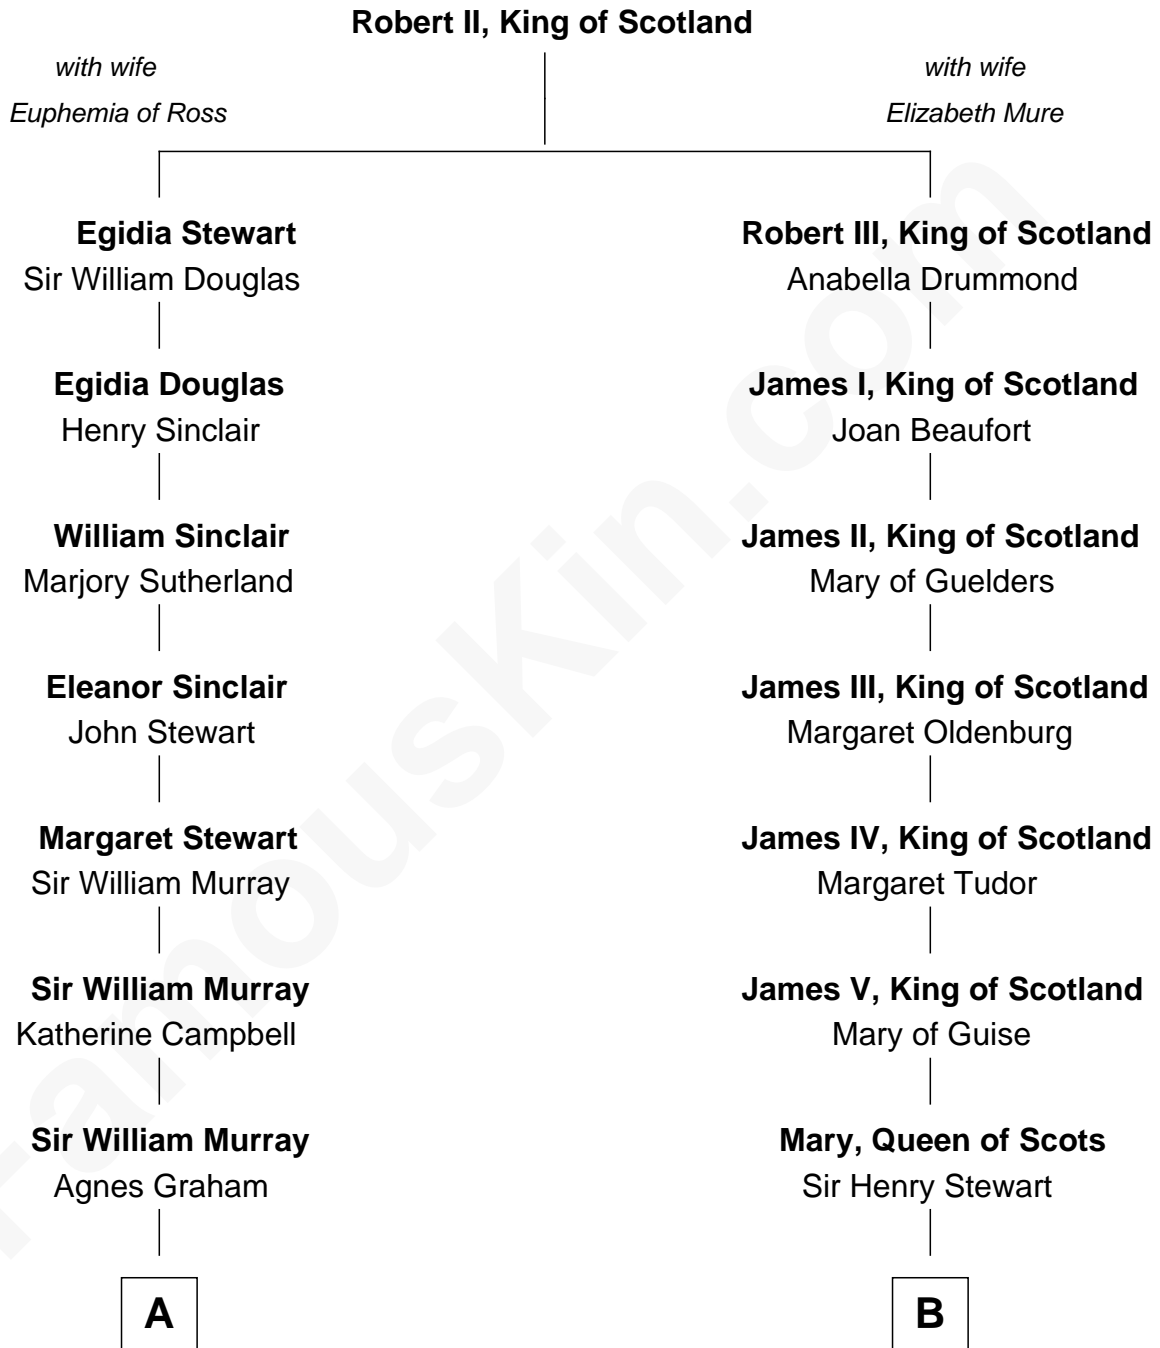 Robert II, King of Scotland
with wife
Euphemia of Ross
with wife
Elizabeth Mure
Egidia Stewart
Sir William Douglas
Egidia Douglas
Henry Sinclair
William Sinclair
Marjory Sutherland
Eleanor Sinclair
John Stewart
Margaret Stewart
Sir William Murray
Sir William Murray
Katherine Campbell
Sir William Murray
Agnes Graham
A
Robert III, King of Scotland
Anabella Drummond
James I, King of Scotland
Joan Beaufort
James II, King of Scotland
Mary of Guelders
James III, King of Scotland
Margaret Oldenburg
James IV, King of Scotland
Margaret Tudor
James V, King of Scotland
Mary of Guise
Mary, Queen of Scots
Sir Henry Stewart
B
FamousKin.com